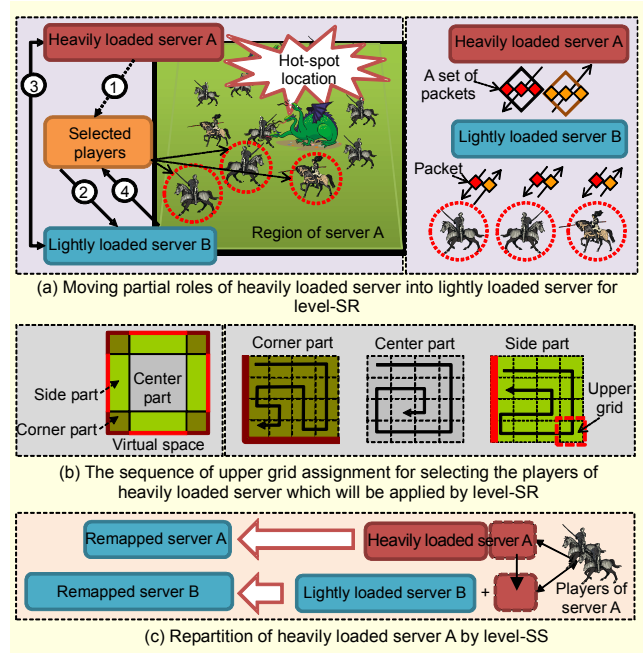 Heavily loaded server A
Hot-spot
location
3
1
Selected
players
2
4
Lightly loaded server B
Region of server A
Heavily loaded server A
A set of
packets
Lightly loaded server B
Packet
(a) Moving partial roles of heavily loaded server into lightly loaded server for
level-SR
Side part
Corner part
Center
part
Virtual space
Corner part
Center part
Side part
Upper
grid
(b) The sequence of upper grid assignment for selecting the players of
heavily loaded server which will be applied by level-SR
Remapped server A
Heavily loaded server A
Remapped server B
Lightly loaded server B
+
Players of
server A
(c) Repartition of heavily loaded server A by level-SS